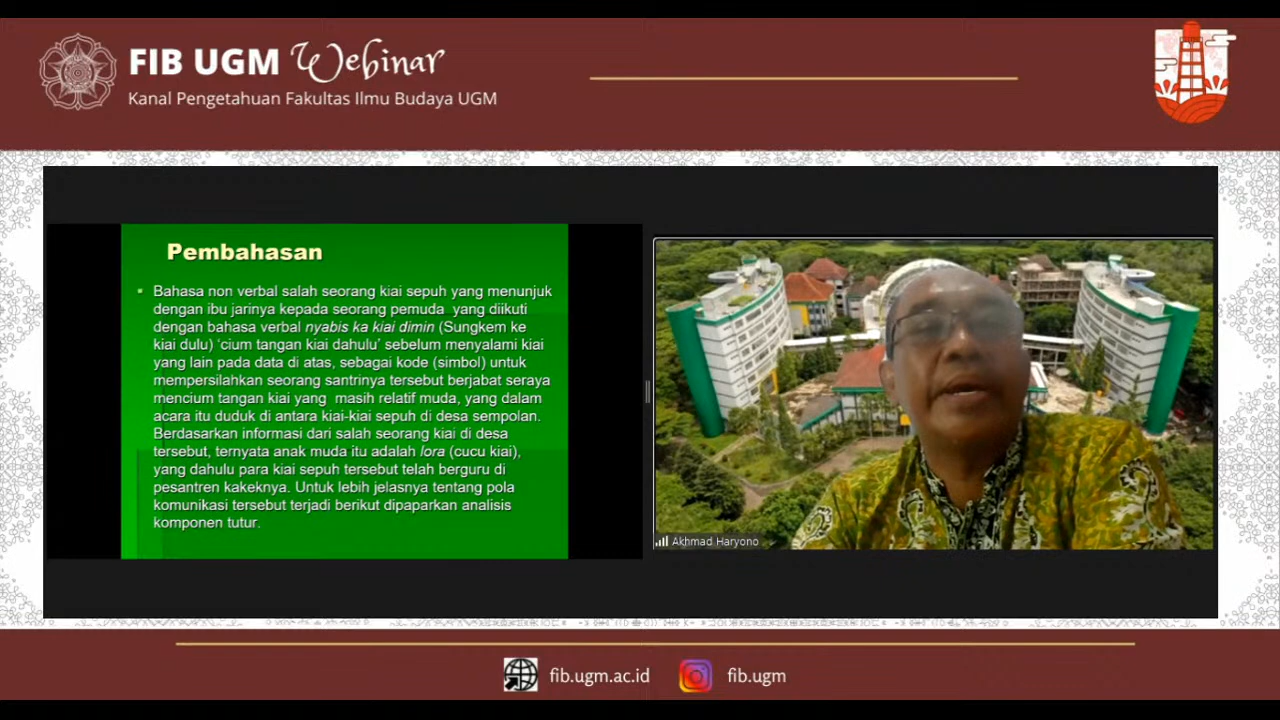 FIB UGM Webinar
Kanal Pengetahuan Fakultas Ilmu Budaya UGM
Pembahasan
Bahasa non verbal salah seorang kiai sepuh yang menunjuk
dengan ibu jarinya kepada seorang pemuda yang diikuti
dengan bahasa verbal nyabis ka kiai dimin (Sungkem ke
kiai dulu) ‘cium tangan kiai dahulu’ sebelum menyalami kiai
yang lain pada data di atas, sebagai kode (simbol) untuk
mempersilahkan seorang santrinya tersebut berjabat seraya
mencium tangan kiai yang masih relatif muda, yang dalam
acara itu duduk di antara kiai-kiai sepuh di desa sempolan.
Berdasarkan informasi dari salah seorang kiai di desa
tersebut, ternyata anak muda itu adalah lora (cucu kiai),
yang dahulu para kiai sepuh tersebut telah berguru di
pesantren kakeknya. Untuk lebih jelasnya tentang pola
komunikasi tersebut terjadi berikut dipaparkan analisis
komponen tutur.
Akhmad Haryono
fib.ugm.ac.id
fib.ugm